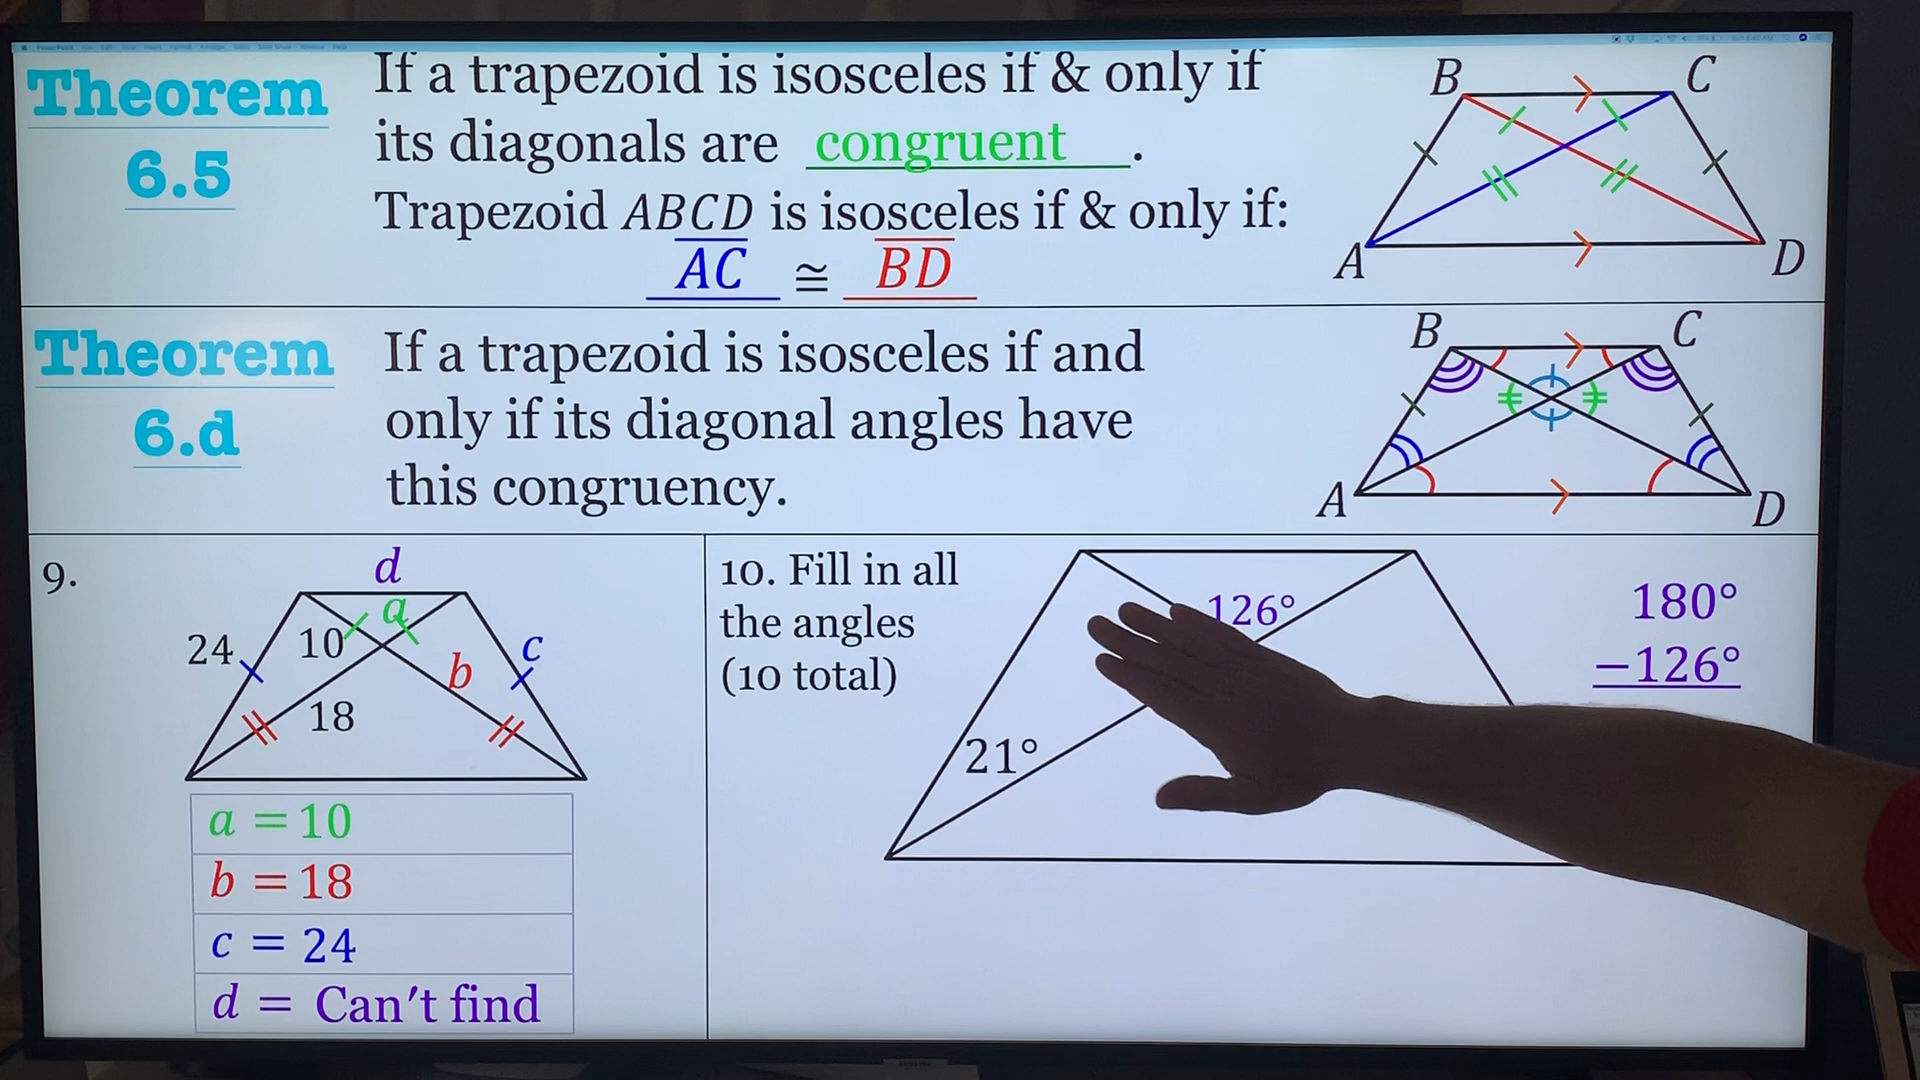 Theorem
6.5
If a trapezoid is isosceles if & only if
its diagonals are congruent.
Trapezoid ABCD is isosceles if & only if:
AC ≅ BD
B
C
A
D
Theorem
6.d
If a trapezoid is isosceles if and
only if its diagonal angles have
this congruency.
B
C
A
D
9.
d
a
24
10
c
b
18
a = 10
b = 18
c = 24
d = Can't find
10. Fill in all
the angles
(10 total)
126°
21°
180°
−126°